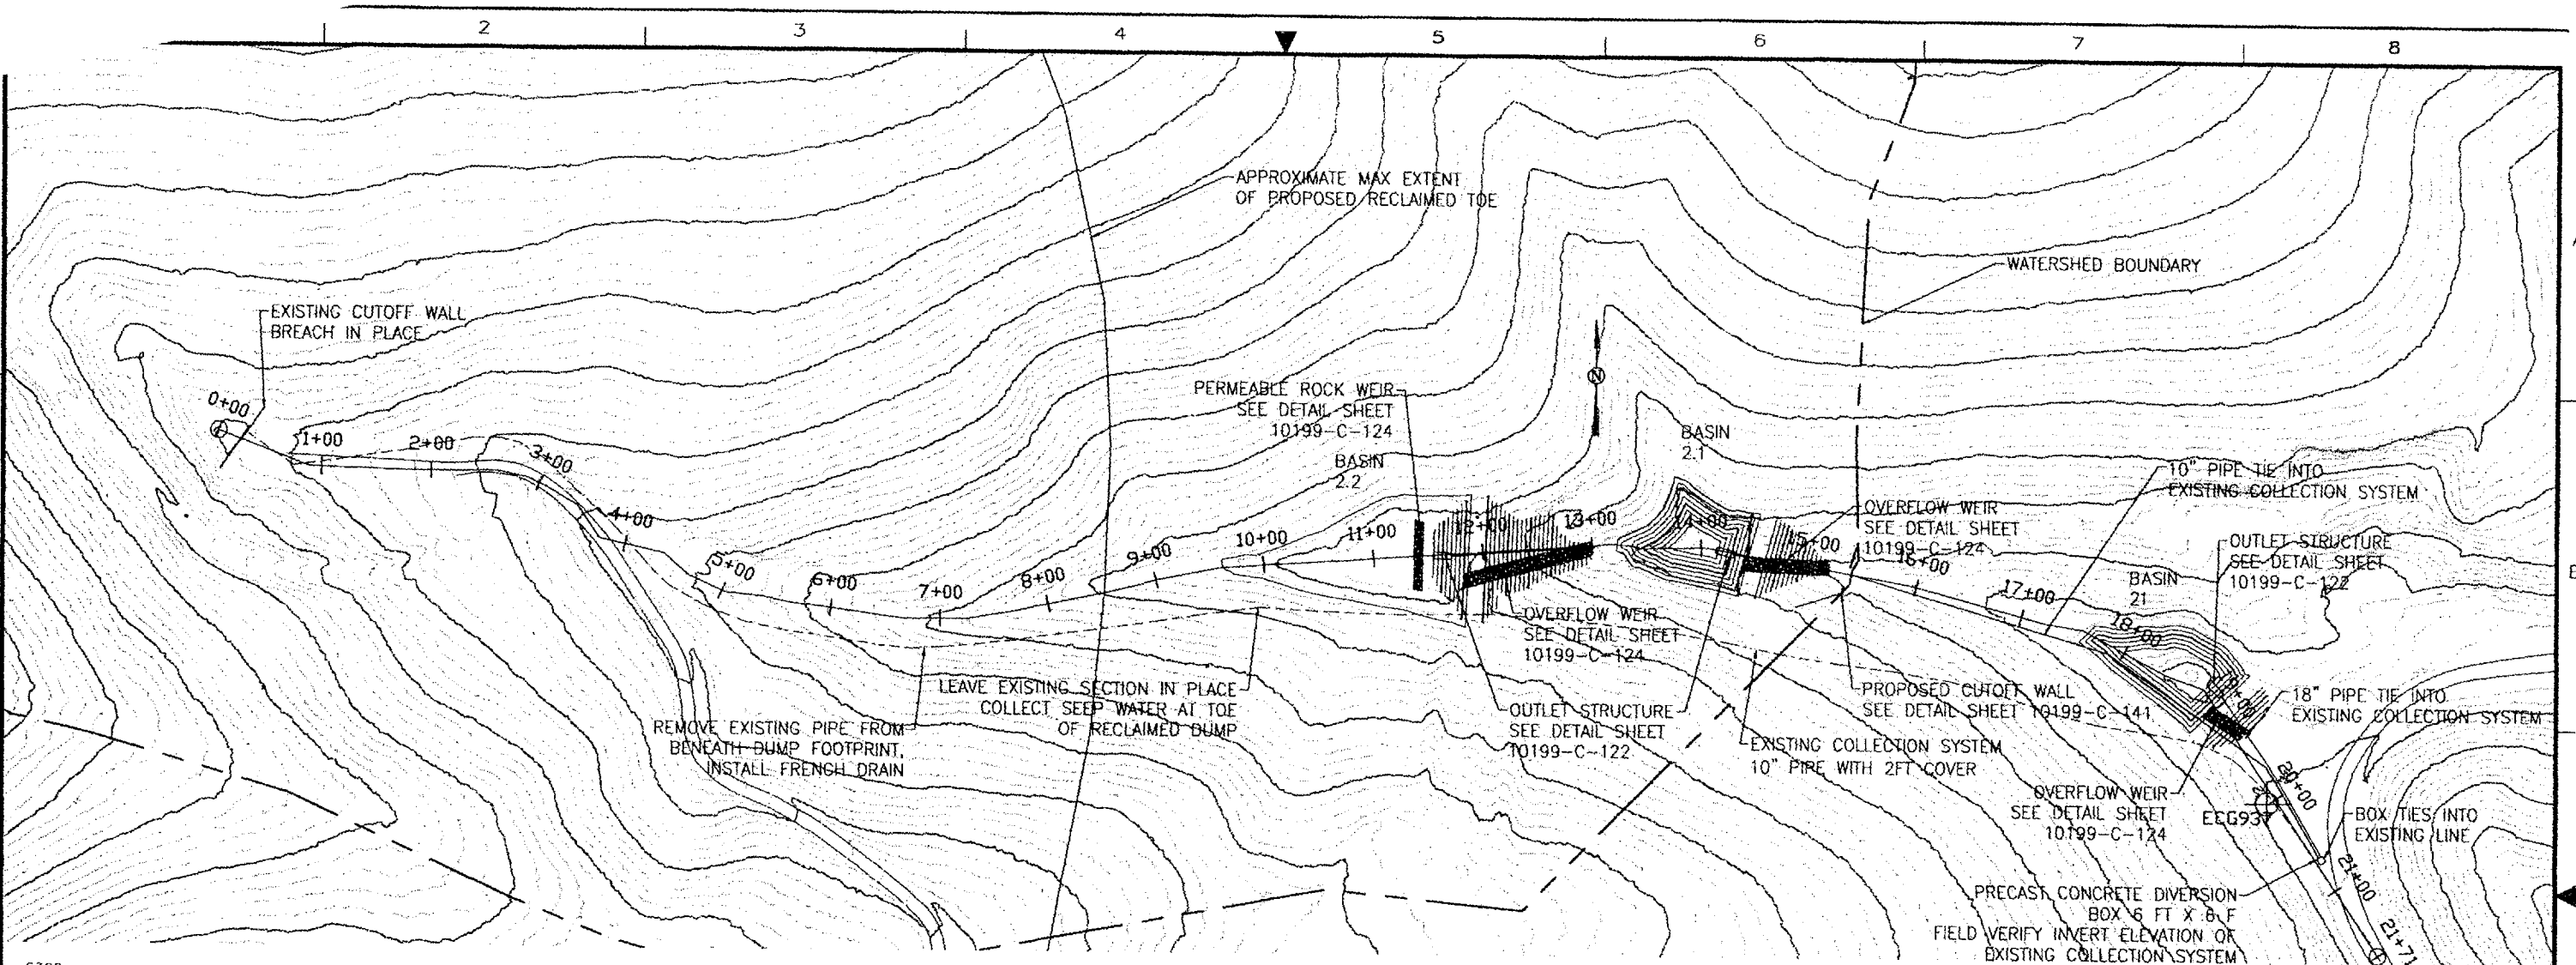 2
3
4
5
6
7
8
APPROXIMATE MAX EXTENT
OF PROPOSED RECLAIMED TOE
WATERSHED BOUNDARY
EXISTING CUTOFF WALL
BREACH IN PLACE
N
PERMEABLE ROCK WEIR
SEE DETAIL SHEET
10199-C-124
BASIN
2.2
BASIN
2.1
10" PIPE TIE INTO
EXISTING COLLECTION SYSTEM
OVERFLOW WEIR
SEE DETAIL SHEET
10199-C-124
OUTLET STRUCTURE
SEE DETAIL SHEET
10199-C-122
BASIN
21
0+00
1+00
2+00
3+00
4+00
5+00
6+00
7+00
8+00
9+00
10+00
11+00
12+00
13+00
14+00
15+00
16+00
17+00
18+00
20+00
21+00
21+71
OVERFLOW WEIR
SEE DETAIL SHEET
10199-C-124
LEAVE EXISTING SECTION IN PLACE
COLLECT SEEP WATER AT TOE
OF RECLAIMED DUMP
REMOVE EXISTING PIPE FROM
BENEATH DUMP FOOTPRINT,
INSTALL FRENCH DRAIN
OUTLET STRUCTURE
SEE DETAIL SHEET
10199-C-122
PROPOSED CUTOFF WALL
SEE DETAIL SHEET 10199-C-141
EXISTING COLLECTION SYSTEM
10" PIPE WITH 2FT COVER
18" PIPE TIE INTO
EXISTING COLLECTION SYSTEM
OVERFLOW WEIR
SEE DETAIL SHEET
10199-C-124
BOX TIES INTO
EXISTING LINE
PRECAST CONCRETE DIVERSION
BOX 6 FT X 6 F
FIELD VERIFY INVERT ELEVATION OF
EXISTING COLLECTION SYSTEM